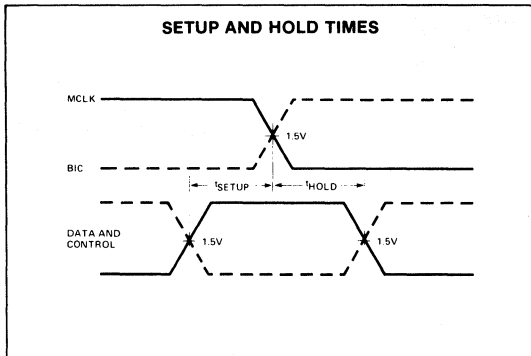 SETUP AND HOLD TIMES
MCLK
1.5V
BIC
tSETUP
tHOLD
DATA AND
CONTROL
1.5V
1.5V